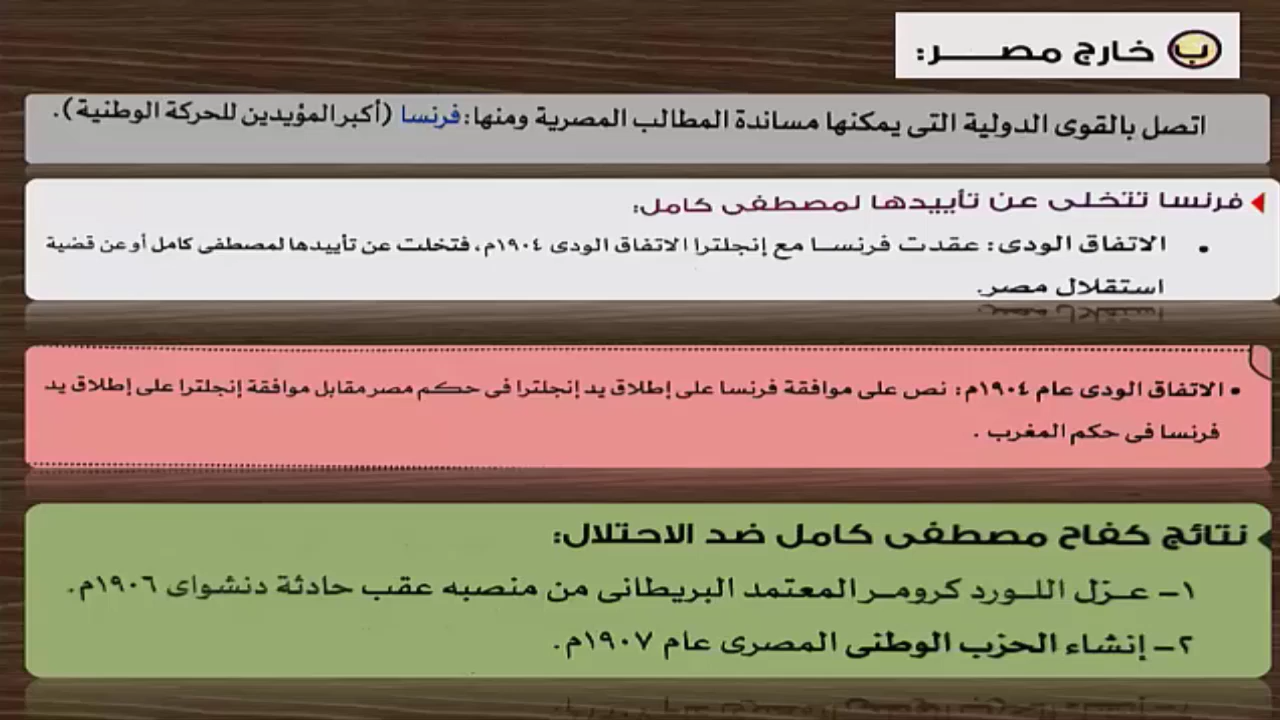 ب خارج مصر:
اتصل بالقوى الدولية التى يمكنها مساندة المطالب المصرية ومنها: فرنسا (أكبر المؤيدين للحركة الوطنية).
فرنسا تتخلى عن تأييدها لمصطفى كامل:
• الاتفاق الودى: عقدت فرنسا مع إنجلترا الاتفاق الودى ١٩٠٤م، فتخلت عن تأييدها لمصطفى كامل أو عن قضية
استقلال مصر.
• الاتفاق الودى عام ١٩٠٤م: نص على موافقة فرنسا على إطلاق يد إنجلترا فى حكم مصر مقابل موافقة إنجلترا على إطلاق يد
فرنسا فى حكم المغرب .
نتائج كفاح مصطفى كامل ضد الاحتلال:
١- عزل اللورد كرومر المعتمد البريطانى من منصبه عقب حادثة دنشواى ١٩٠٦م.
٢- إنشاء الحزب الوطنى المصرى عام ١٩٠٧م.